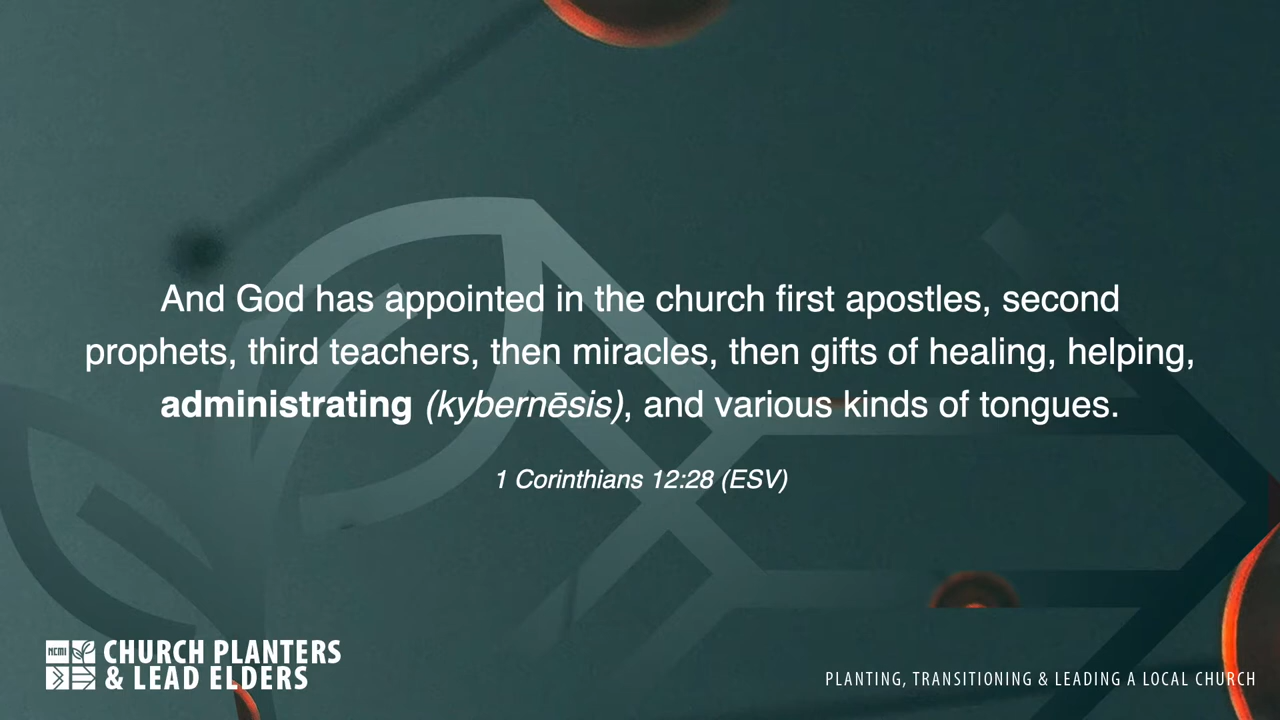 And God has appointed in the church first apostles, second
prophets, third teachers, then miracles, then gifts of healing, helping,
administrating (kybernēsis), and various kinds of tongues.
1 Corinthians 12:28 (ESV)
NCMI
CHURCH PLANTERS
& LEAD ELDERS
PLANTING, TRANSITIONING & LEADING A LOCAL CHURCH